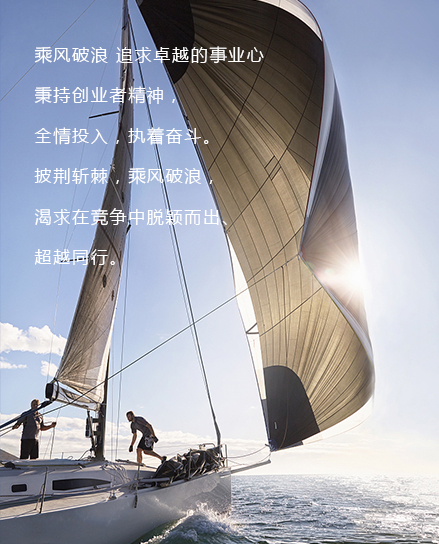 乘风破浪 追求卓越的事业心
秉持创业者精神，
全情投入，执着奋斗。
披荆斩棘，乘风破浪，
渴求在竞争中脱颖而出、
超越同行。